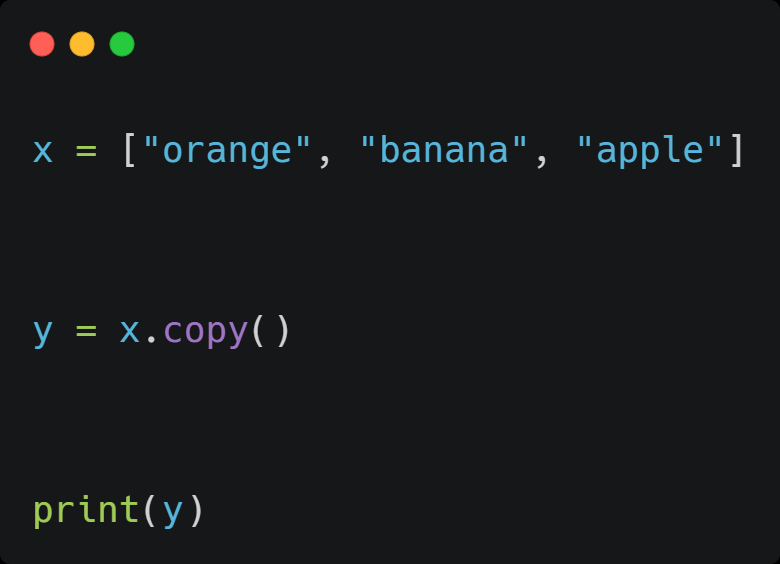 x = ["orange", "banana", "apple"]
y = x.copy()
print(y)